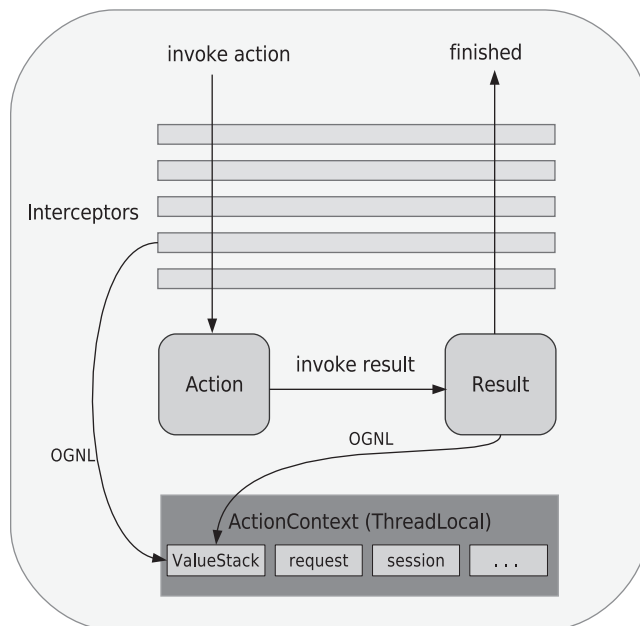 invoke action
finished
Interceptors
Action
invoke result
Result
OGNL
OGNL
ActionContext (ThreadLocal)
ValueStack
request
session
...